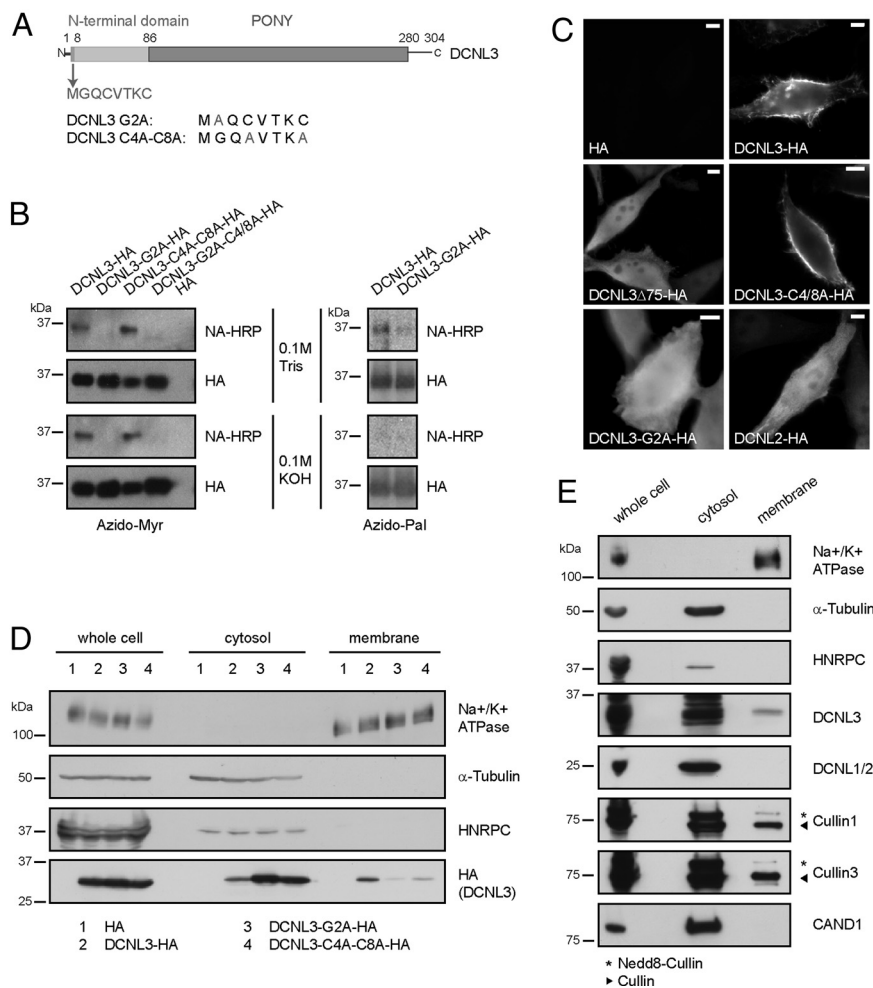 A
N-terminal domain PONY
1 8 86 280 304
N C DCNL3
MGQCVTKC
DCNL3 G2A: M A Q C V T K C
DCNL3 C4A-C8A: M G Q A V T K A
B
DCNL3-HA
DCNL3-G2A-HA
DCNL3-C4A-C8A-HA
DCNL3-G2A-C4/8A-HA
HA
DCNL3-HA
DCNL3-G2A-HA
kDa kDa
37 NA-HRP 37 NA-HRP
0.1M
Tris
37 HA 37 HA
37 NA-HRP 37 NA-HRP
0.1M
KOH
37 HA 37 HA
Azido-Myr Azido-Pal
C
HA DCNL3-HA
DCNL3Δ75-HA DCNL3-C4/8A-HA
DCNL3-G2A-HA DCNL2-HA
D
whole cell cytosol membrane
1 2 3 4 1 2 3 4 1 2 3 4
kDa
100 Na+/K+
ATPase
50 α-Tubulin
37 HNRPC
37 HA
25 (DCNL3)
1 HA 3 DCNL3-G2A-HA
2 DCNL3-HA 4 DCNL3-C4A-C8A-HA
E
whole cell cytosol membrane
kDa
100 Na+/K+
ATPase
50 α-Tubulin
37 HNRPC
37 DCNL3
25 DCNL1/2
75 * ► Cullin1
75 * ► Cullin3
75 CAND1
* Nedd8-Cullin
► Cullin